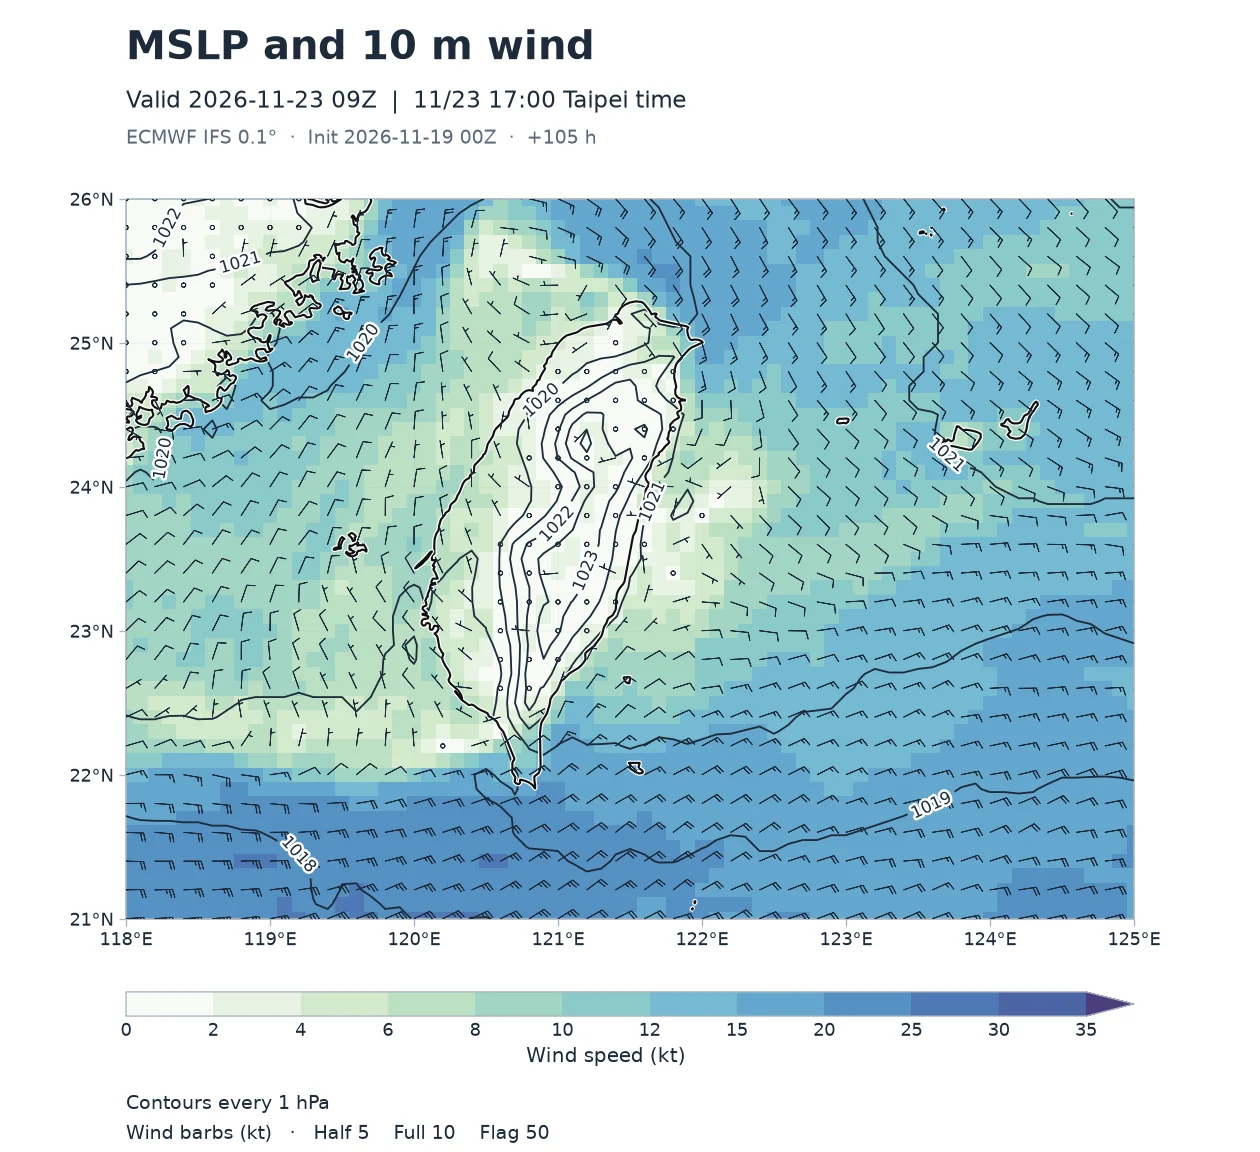 MSLP and 10 m wind
Valid 2026-11-23 09Z | 11/23 17:00 Taipei time
ECMWF IFS 0.1° · Init 2026-11-19 00Z · +105 h
26°N
25°N
24°N
23°N
22°N
21°N
1022
1021
1020
1020
1020
1021
1021
1022
1023
1019
1018
118°E 119°E 120°E 121°E 122°E 123°E 124°E 125°E
0 2 4 6 8 10 12 15 20 25 30 35
Wind speed (kt)
Contours every 1 hPa
Wind barbs (kt) · Half 5 Full 10 Flag 50